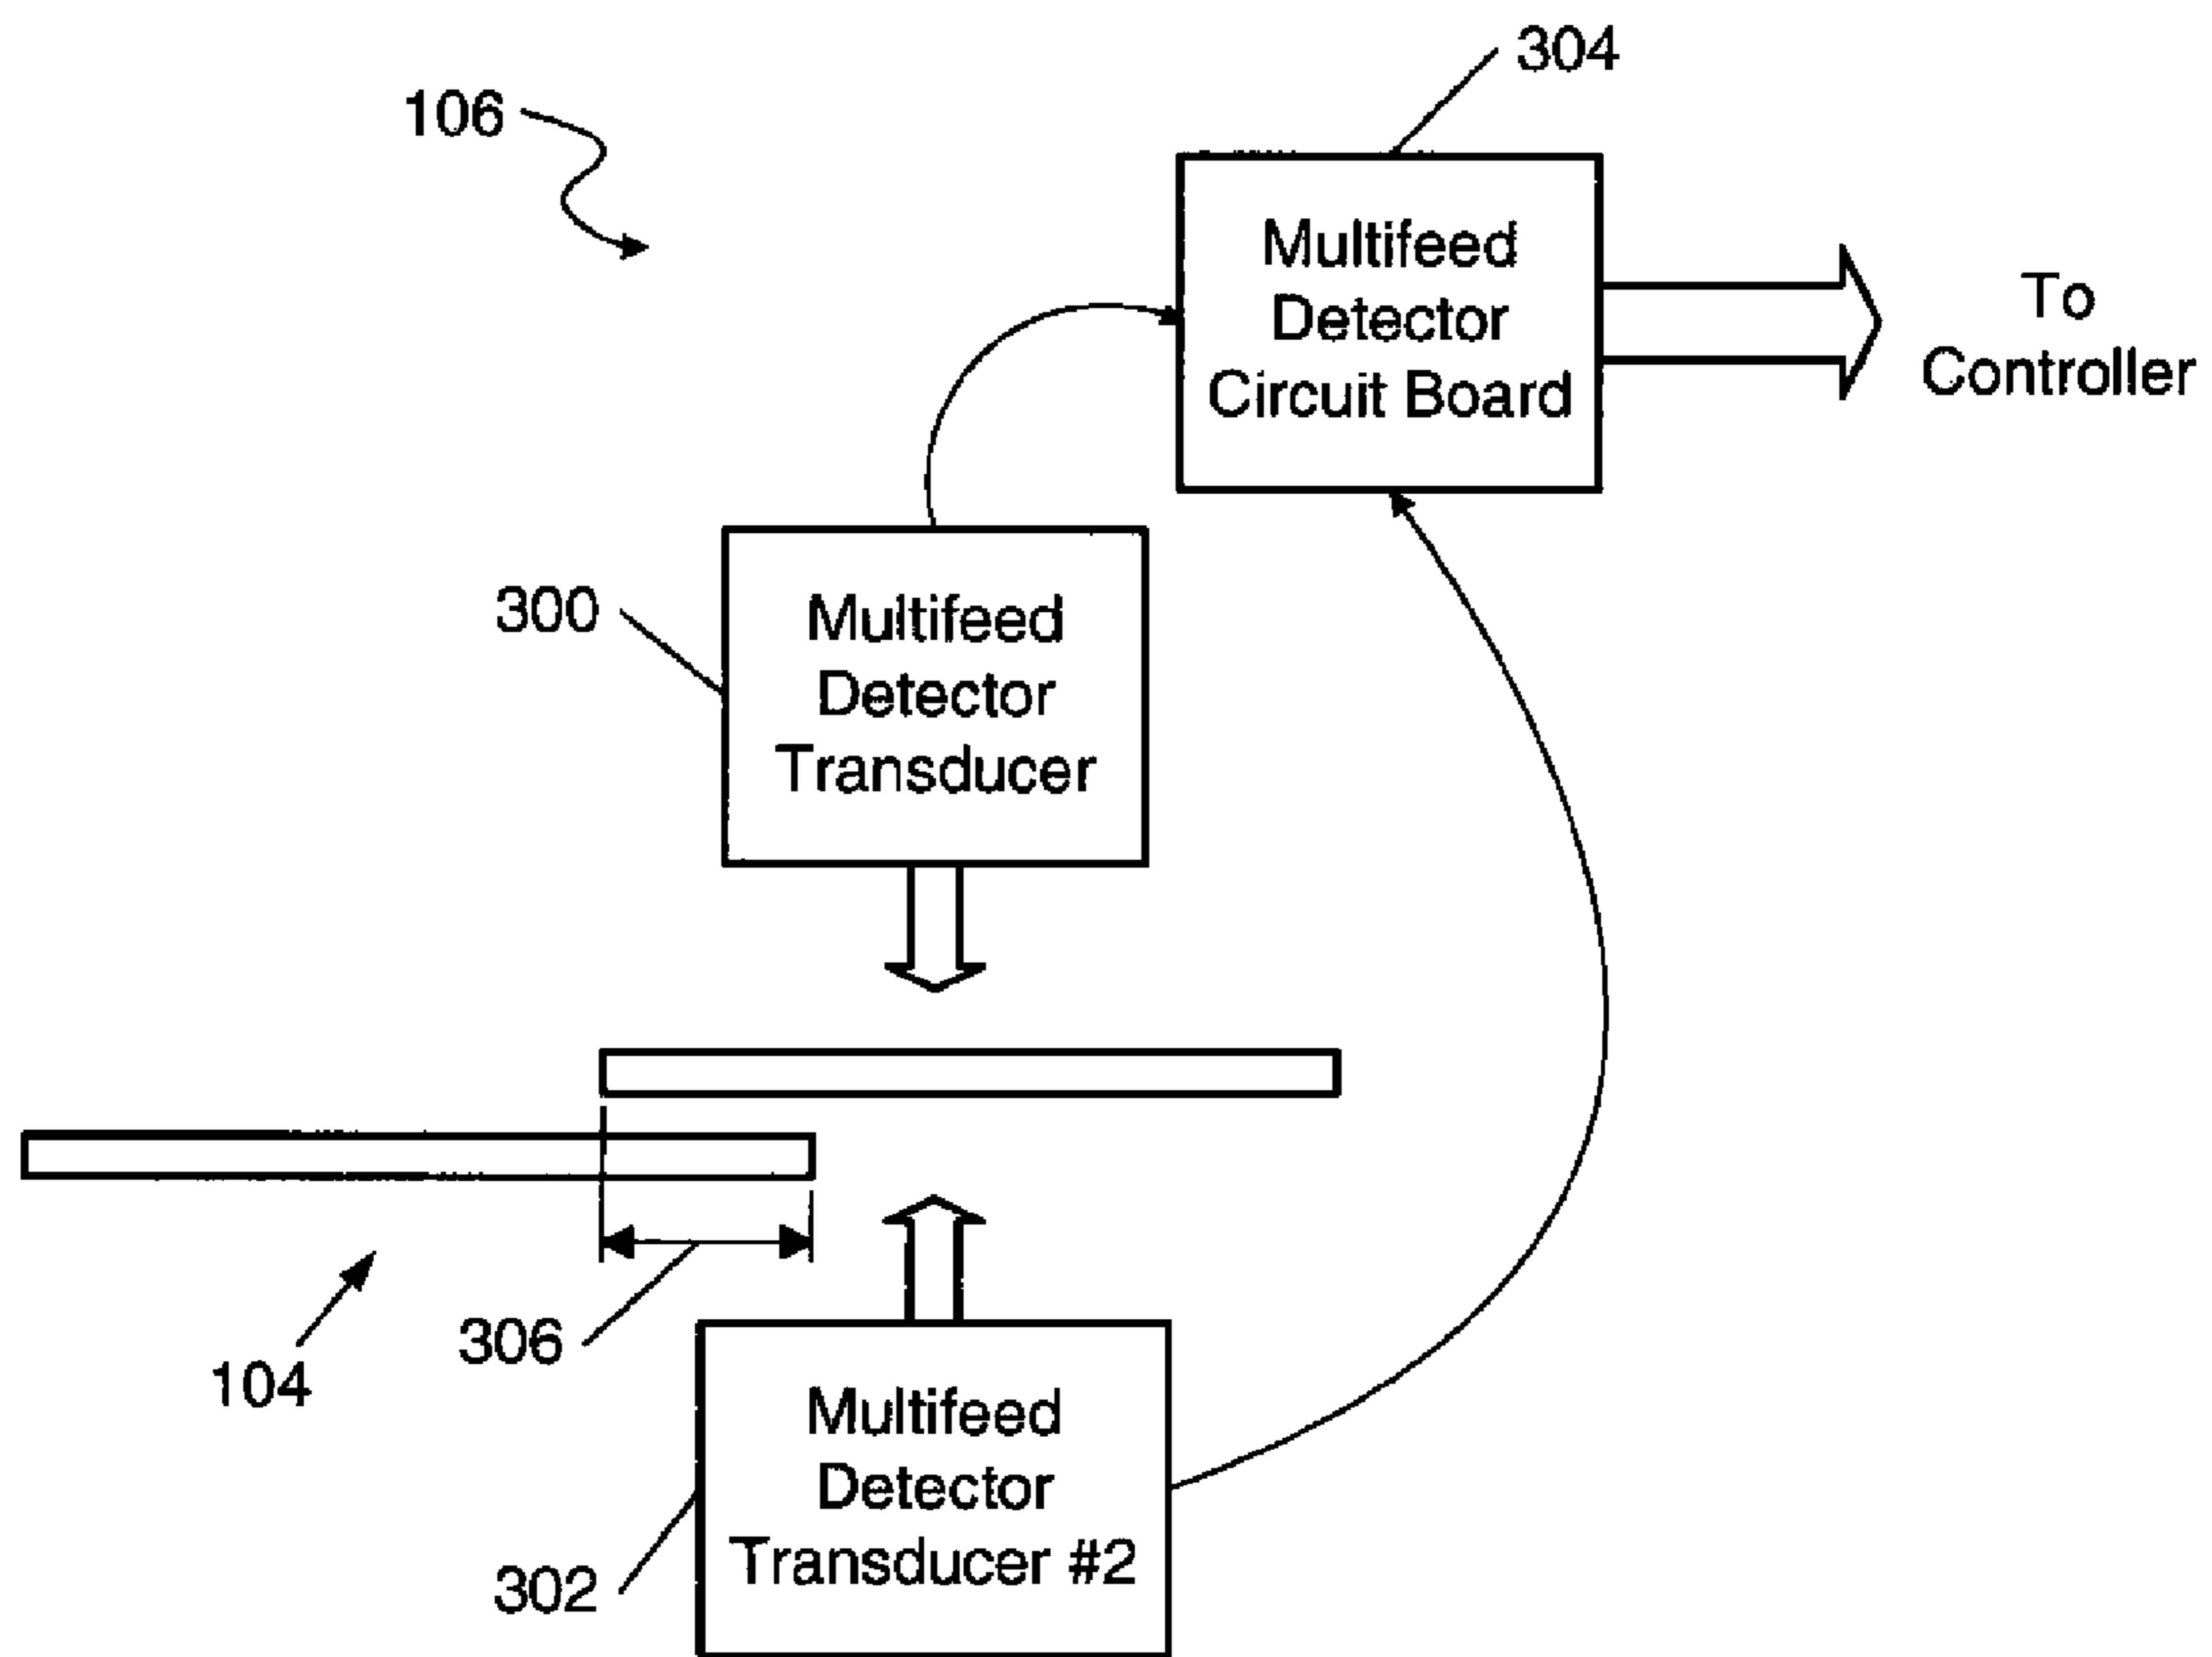 304
106
Multifeed
Detector
Circuit Board
To
Controller
300
Multifeed
Detector
Transducer
306
104
Multifeed
Detector
Transducer #2
302